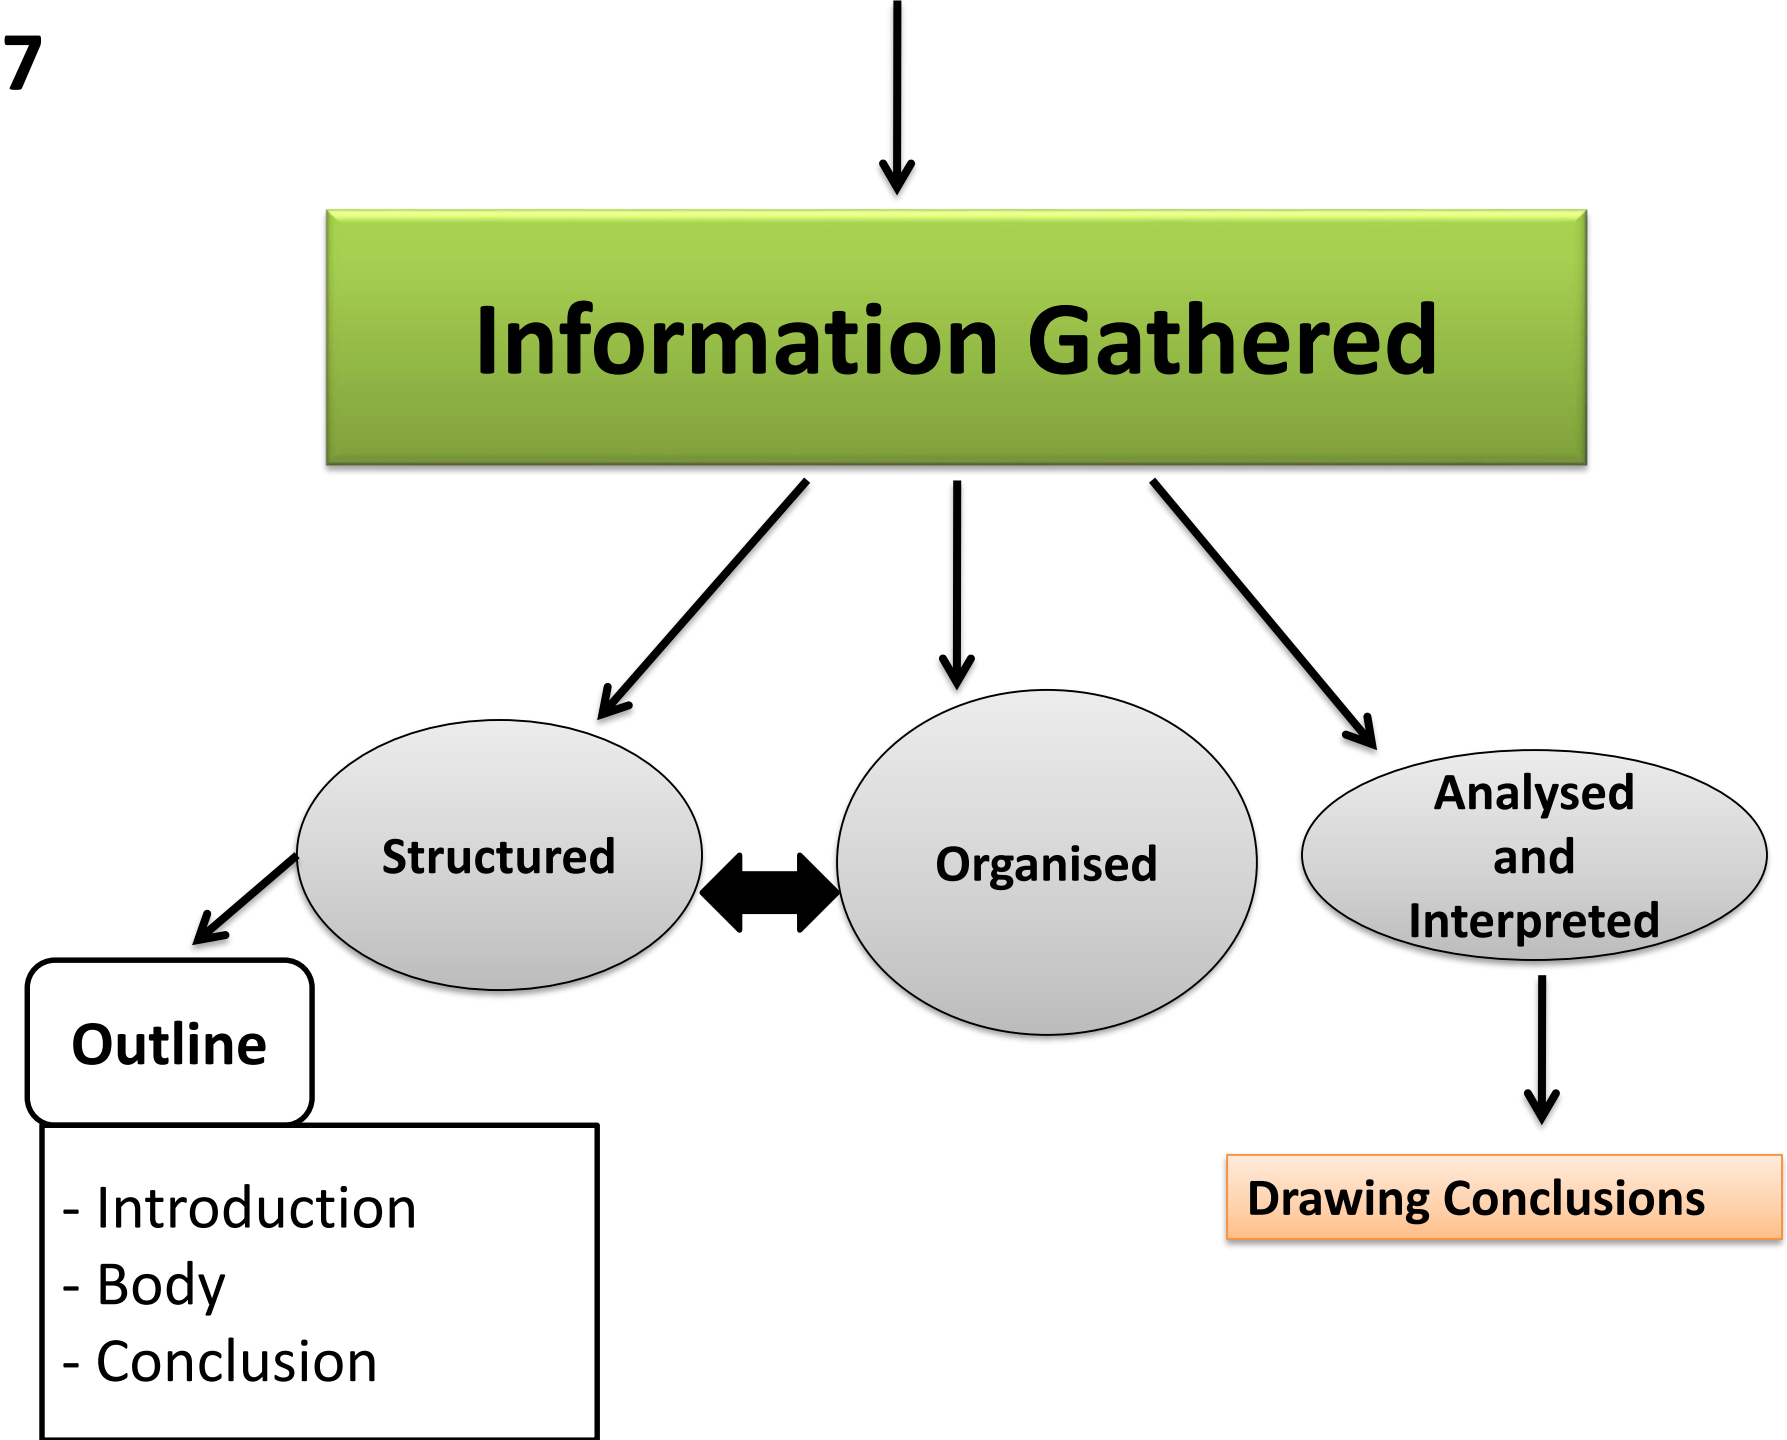 7
Information Gathered
Structured
Organised
Analysed
and
Interpreted
Outline
- Introduction
- Body
- Conclusion
Drawing Conclusions